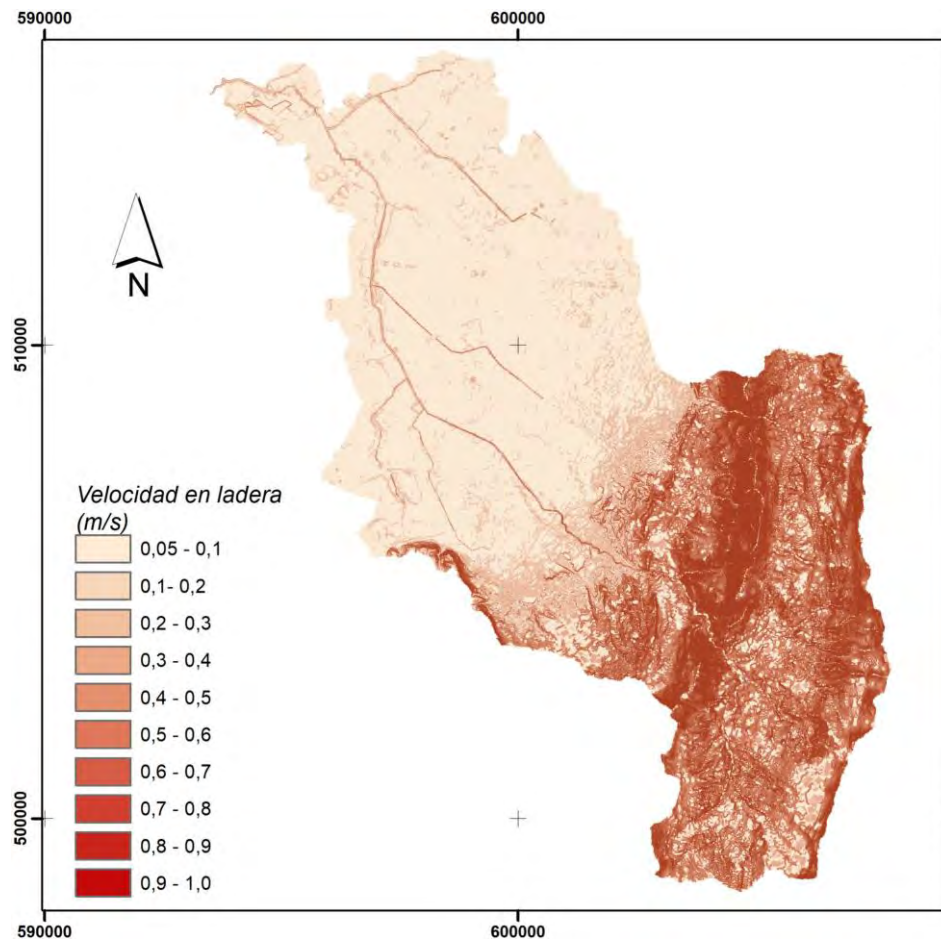 590000
600000
N
510000
Velocidad en ladera
(m/s)
0,05 - 0,1
0,1- 0,2
0,2 - 0,3
0,3 - 0,4
0,4 - 0,5
0,5 - 0,6
0,6 - 0,7
0,7 - 0,8
0,8 - 0,9
0,9 - 1,0
500000
590000
600000